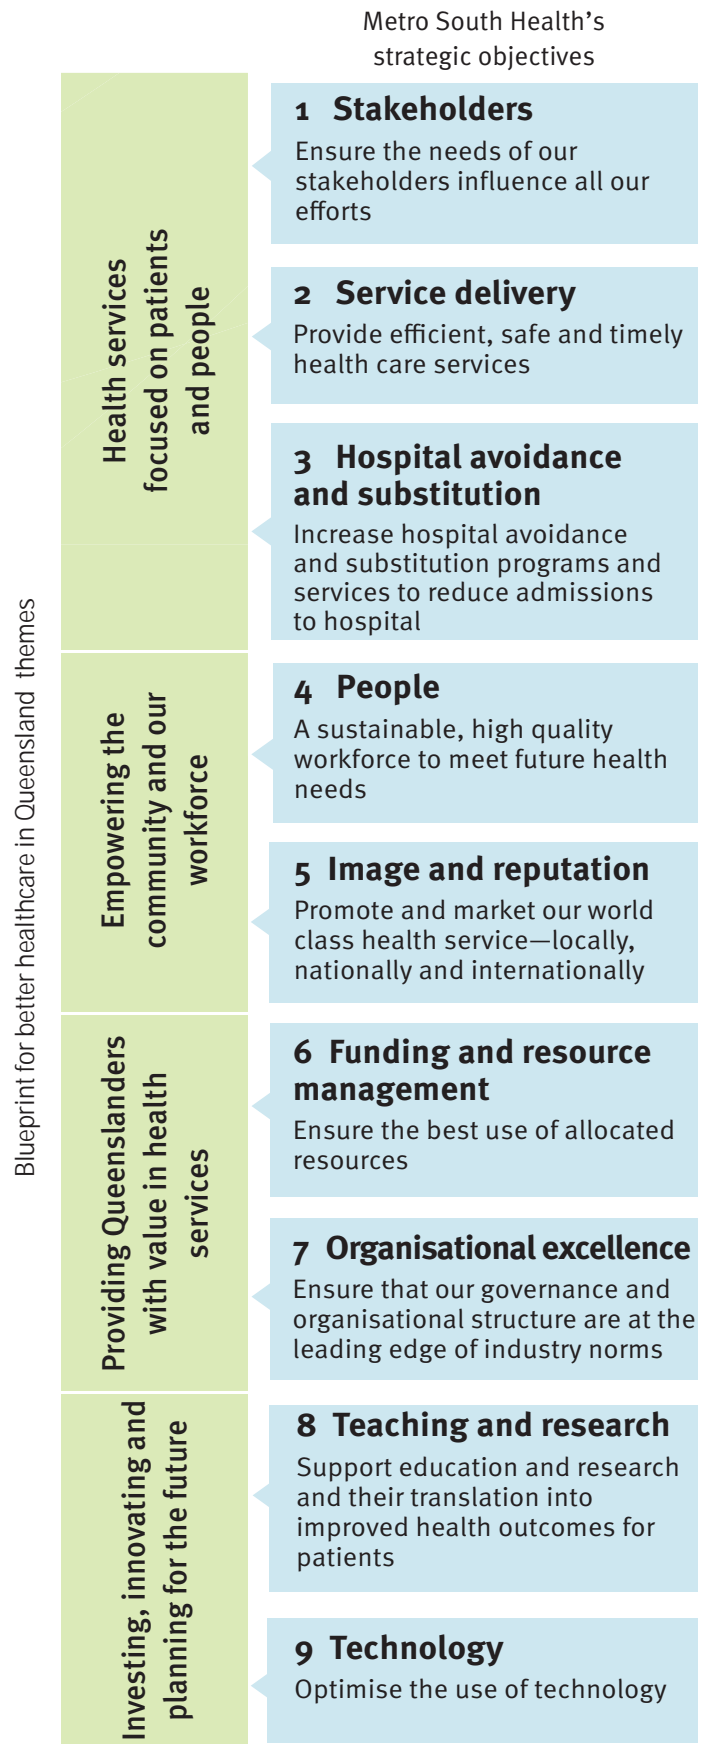 Metro South Health’s
strategic objectives
Blueprint for better healthcare in Queensland themes
Health services
focused on patients
and people
1 Stakeholders
Ensure the needs of our
stakeholders influence all our
efforts
2 Service delivery
Provide efficient, safe and timely
health care services
3 Hospital avoidance
and substitution
Increase hospital avoidance
and substitution programs and
services to reduce admissions
to hospital
Empowering the
community and our
workforce
4 People
A sustainable, high quality
workforce to meet future health
needs
5 Image and reputation
Promote and market our world
class health service—locally,
nationally and internationally
Providing Queenslanders
with value in health
services
6 Funding and resource
management
Ensure the best use of allocated
resources
7 Organisational excellence
Ensure that our governance and
organisational structure are at the
leading edge of industry norms
Investing, innovating and
planning for the future
8 Teaching and research
Support education and research
and their translation into
improved health outcomes for
patients
9 Technology
Optimise the use of technology